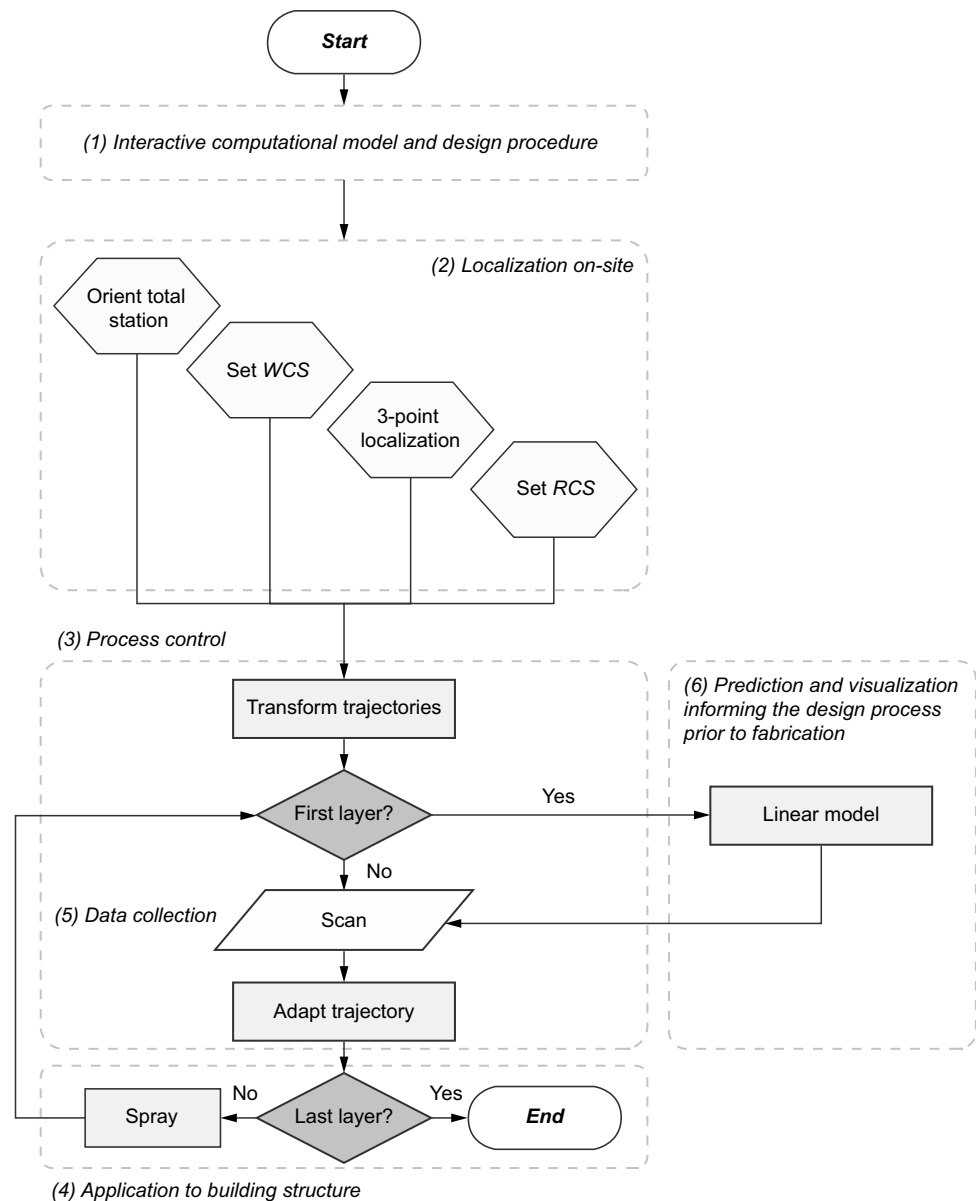 Start
(1) Interactive computational model and design procedure
(2) Localization on-site
Orient total
station
Set WCS
3-point
localization
Set RCS
(3) Process control
Transform trajectories
(6) Prediction and visualization
informing the design process
prior to fabrication
First layer?
Yes
Linear model
No
(5) Data collection
Scan
Adapt trajectory
Spray
No
Last layer?
Yes
End
(4) Application to building structure